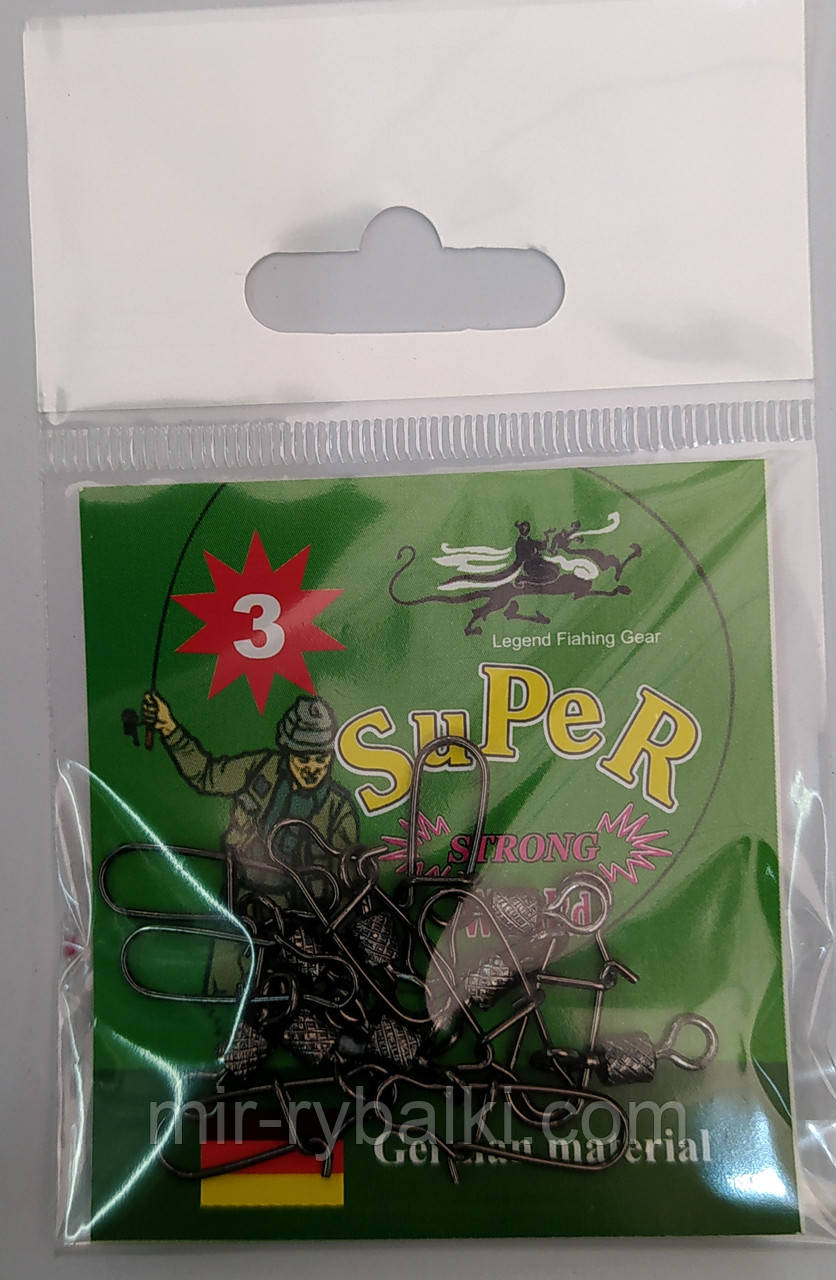 3
Legend Fiahing Gear
SuPeR
STRONG
mir-rybalki.com
German material